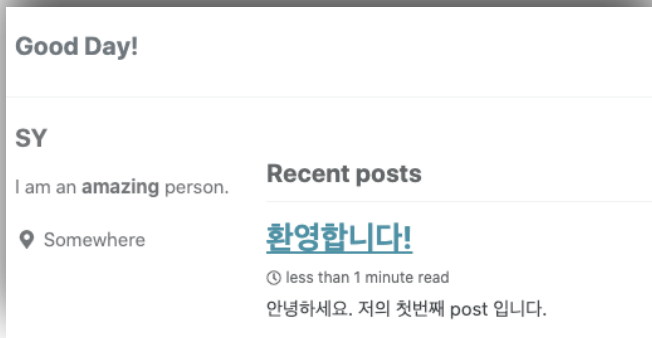 Good Day!
SY
I am an amazing person.
Somewhere
Recent posts
환영합니다!
less than 1 minute read
안녕하세요. 저의 첫번째 post 입니다.